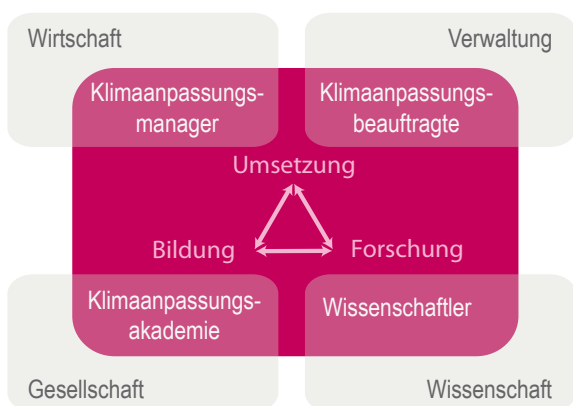 Wirtschaft
Verwaltung
Klimaanpassungs-
manager
Klimaanpassungs-
beauftragte
Umsetzung
Bildung
Forschung
Klimaanpassungs-
akademie
Wissenschaftler
Gesellschaft
Wissenschaft